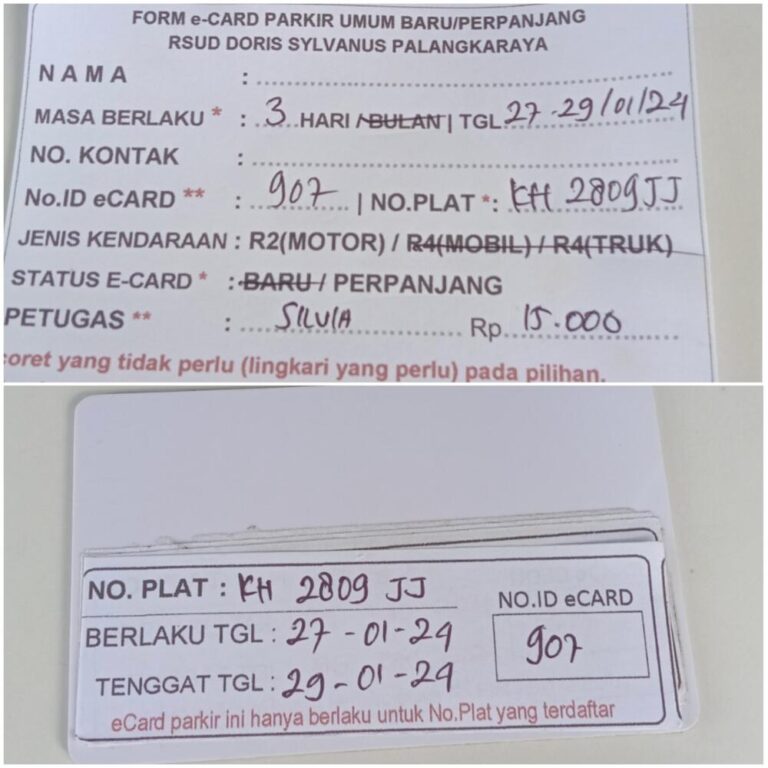 FORM e-CARD PARKIR UMUM BARU/PERPANJANG
RSUD DORIS SYLVANUS PALANGKARAYA
NAMA :
MASA BERLAKU * : 3 HARI / BULAN | TGL 27-29/01/24
NO. KONTAK :
No.ID eCARD ** : 907 | NO.PLAT *: KH 2809 JJ
JENIS KENDARAAN : R2(MOTOR) / R4(MOBIL) / R4(TRUK)
STATUS E-CARD * : BARU / PERPANJANG
PETUGAS ** : SILVIA Rp. 15.000
coret yang tidak perlu (lingkari yang perlu) pada pilihan.
NO. PLAT : KH 2809 JJ
NO.ID eCARD
BERLAKU TGL : 27-01-24
907
TENGGAT TGL : 29-01-24
eCard parkir ini hanya berlaku untuk No.Plat yang terdaftar